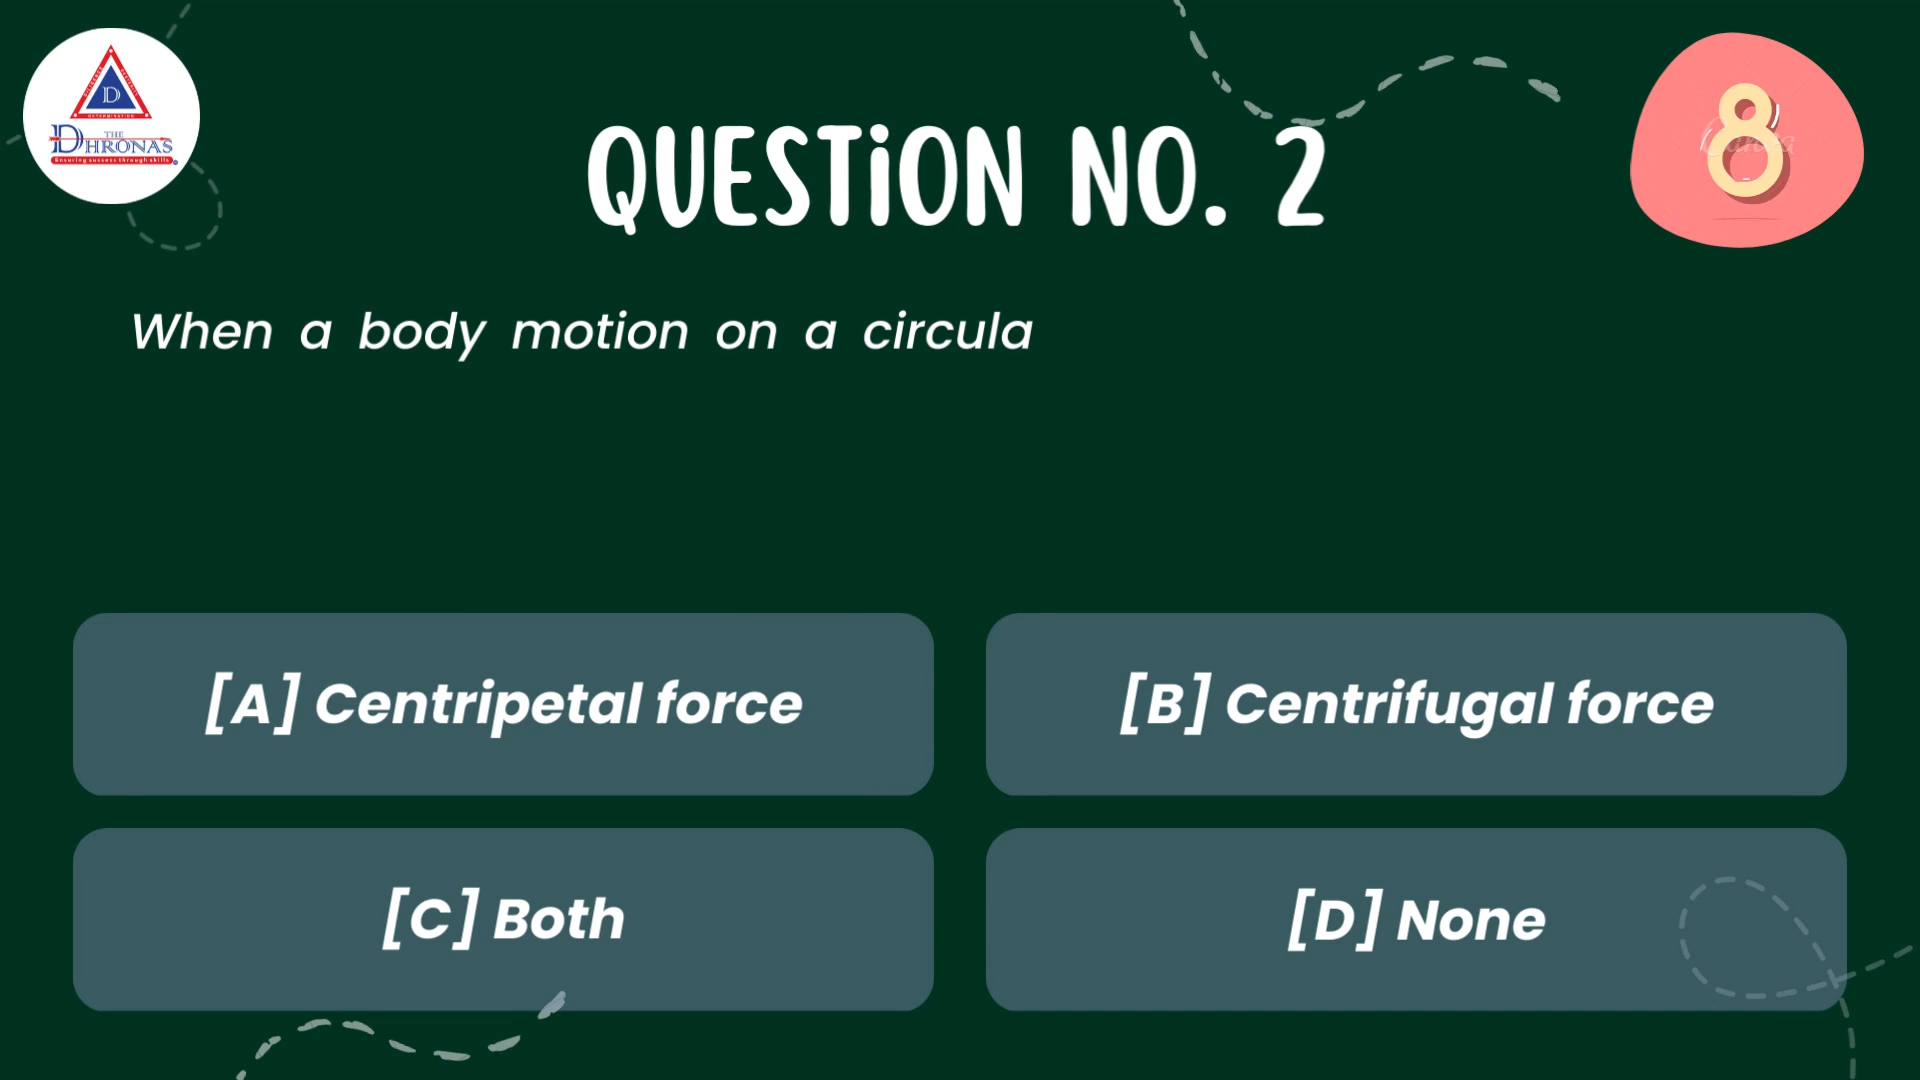 D
DETERMINATION
THE
DHRONAS
Ensuring success through skills
QUESTiON NO. 2
8
When a body motion on a circula
[A] Centripetal force
[B] Centrifugal force
[C] Both
[D] None